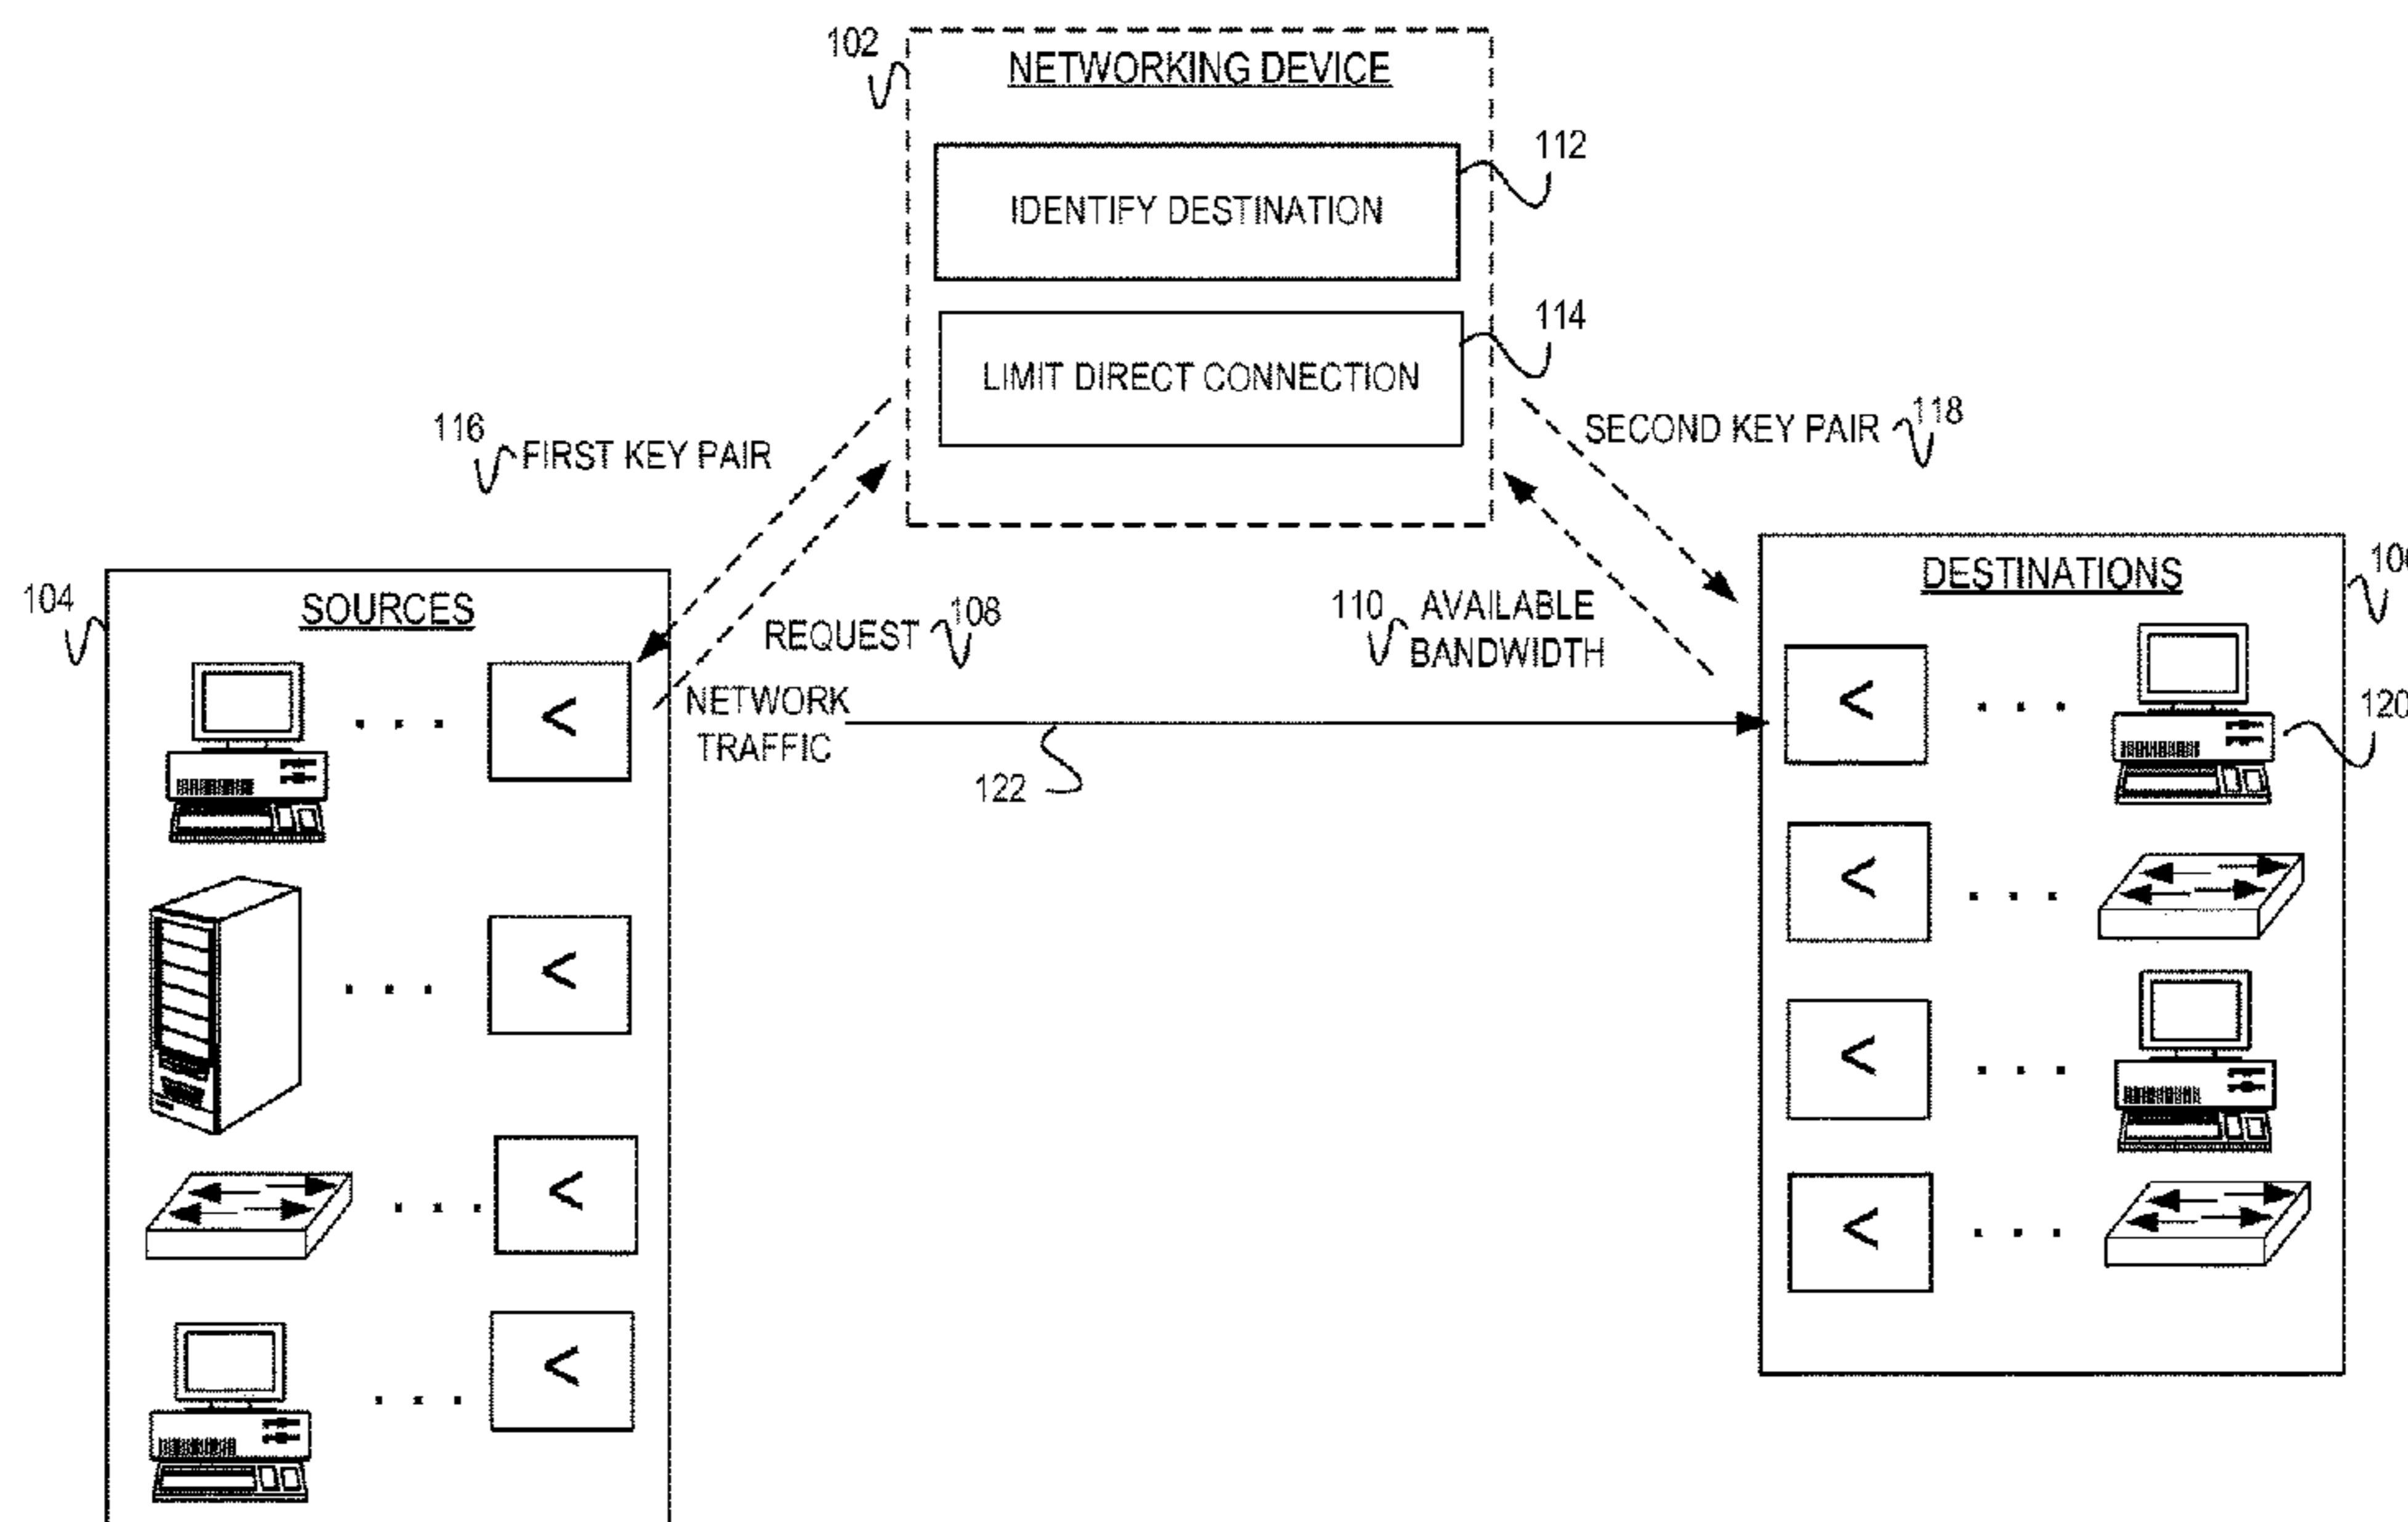 102
NETWORKING DEVICE
112
IDENTIFY DESTINATION
114
LIMIT DIRECT CONNECTION
116
FIRST KEY PAIR
SECOND KEY PAIR
118
104
SOURCES
REQUEST
108
110
AVAILABLE
BANDWIDTH
DESTINATIONS
NETWORK
TRAFFIC
122
120
<
<
<
<
<
<
<
<